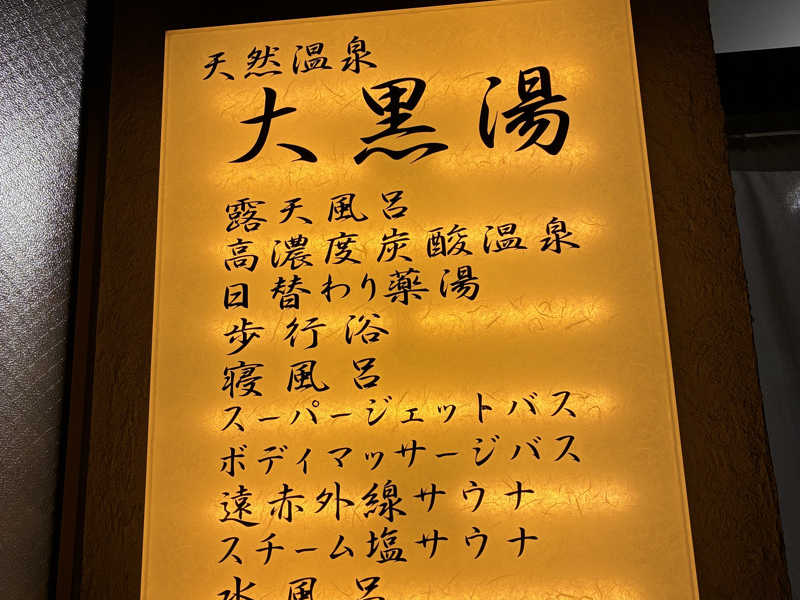 天然温泉
大黒湯
露天風呂
高濃度炭酸温泉
日替わり薬湯
歩行浴
寝風呂
スーパージェットバス
ボディマッサージバス
遠赤外線サウナ
スチーム塩サウナ
水風呂